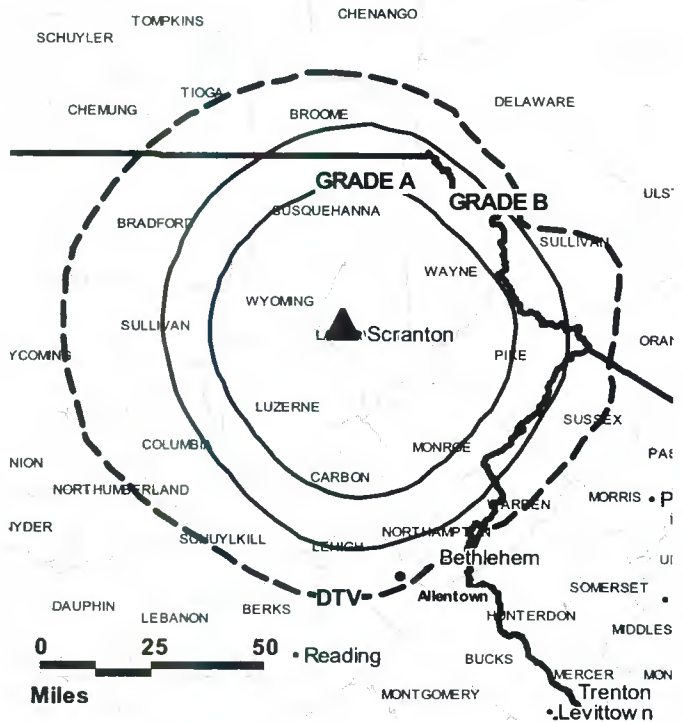 CHENANGO
TOMPKINS
SCHUYLER
TIOGA
DELAWARE
CHEMUNG
BROOME
GRADE A
GRADE B
SUSQUEHANNA
BRADFORD
SULLIVAN
WAYNE
WYOMING
SULLIVAN
Scranton
PIKE
LUZERNE
SUSSEX
COLUMBIA
MONROE
CARBON
NORTHUMBERLAND
MORRIS
WARREN
NORTHAMPTON
SCHUYLKILL
LEHIGH
Bethlehem
SOMERSET
DTV
Allentown
DAUPHIN
LEBANON
BERKS
HUNTERDON
MIDDLES
0 25 50
Reading
BUCKS
MERCER
MON
Miles
MONTGOMERY
Trenton
Levittown